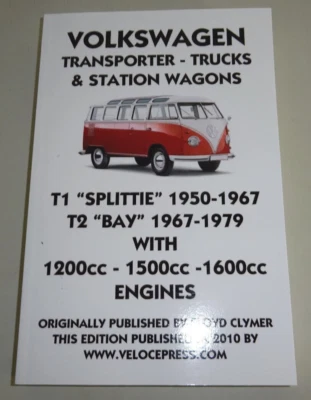 VOLKSWAGEN
TRANSPORTER - TRUCKS
& STATION WAGONS
T1 "SPLITTIE" 1950-1967
T2 "BAY" 1967-1979
WITH
1200cc - 1500cc -1600cc
ENGINES
ORIGINALLY PUBLISHED BY FLOYD CLYMER
THIS EDITION PUBLISHED IN 2010 BY
WWW.VELOCEPRESS.COM